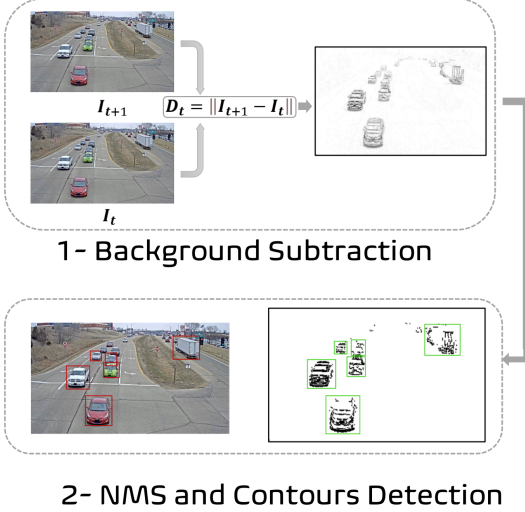 I_{t+1}
D_t = ||I_{t+1} − I_t||
I_t
1- Background Subtraction
2- NMS and Contours Detection